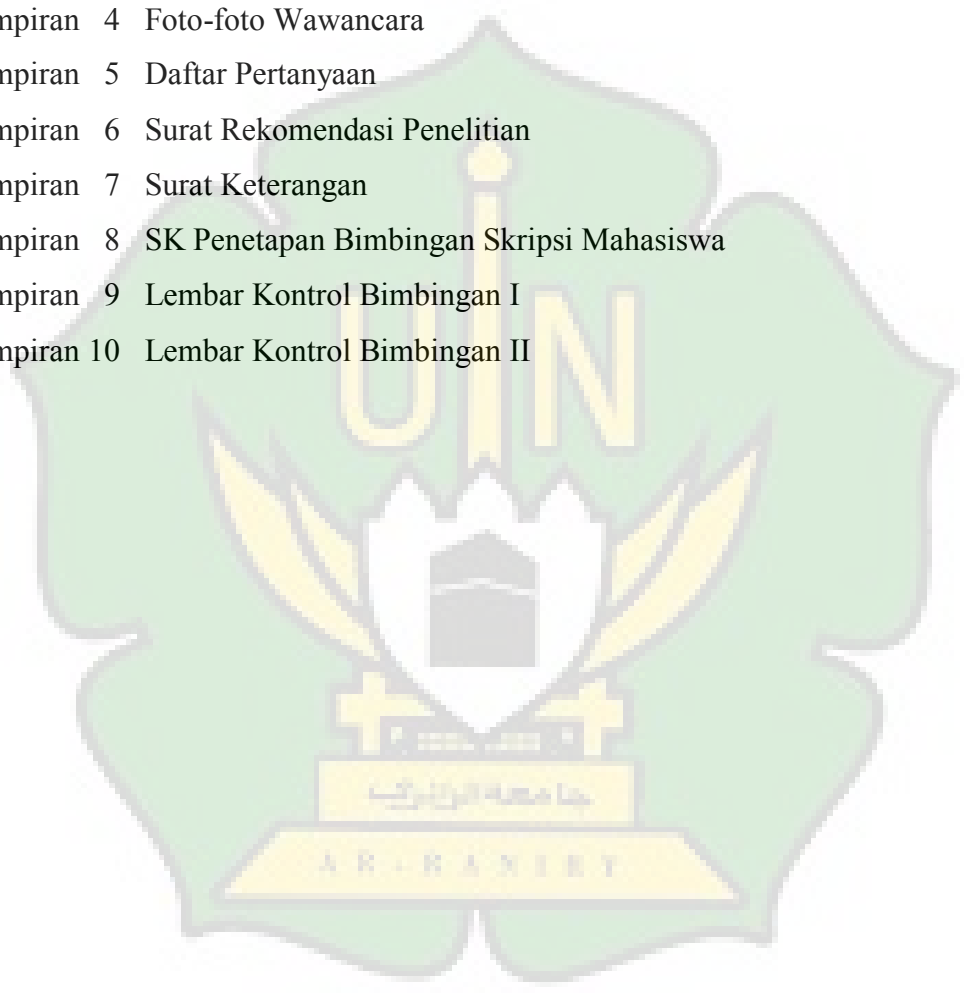 mpiran 4 Foto-foto Wawancara
mpiran 5 Daftar Pertanyaan
mpiran 6 Surat Rekomendasi Penelitian
mpiran 7 Surat Keterangan
mpiran 8 SK Penetapan Bimbingan Skripsi Mahasiswa
mpiran 9 Lembar Kontrol Bimbingan I
mpiran 10 Lembar Kontrol Bimbingan II
UIN
جامعة الرانيري
AR-RANIRY